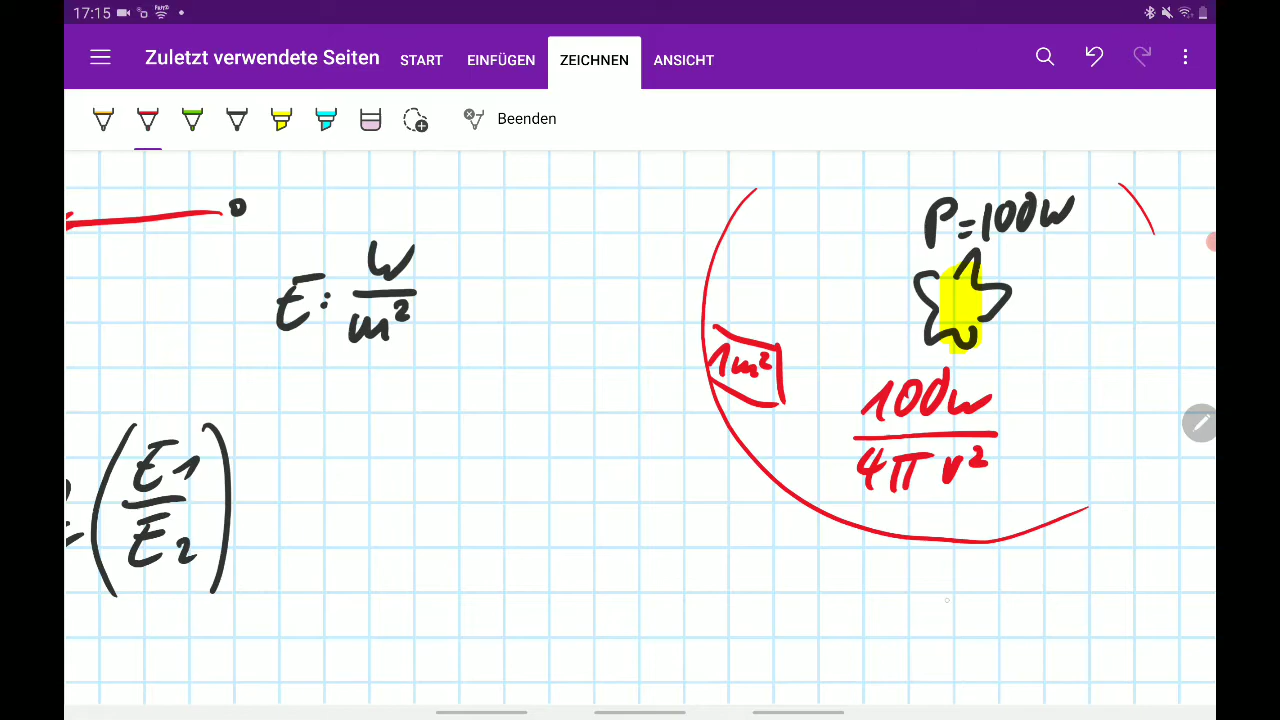 17:15
Zuletzt verwendete Seiten START EINFÜGEN ZEICHNEN ANSICHT
Beenden
P=100W
E: W
m²
1m²
100W
4πr²
(E1
E2)